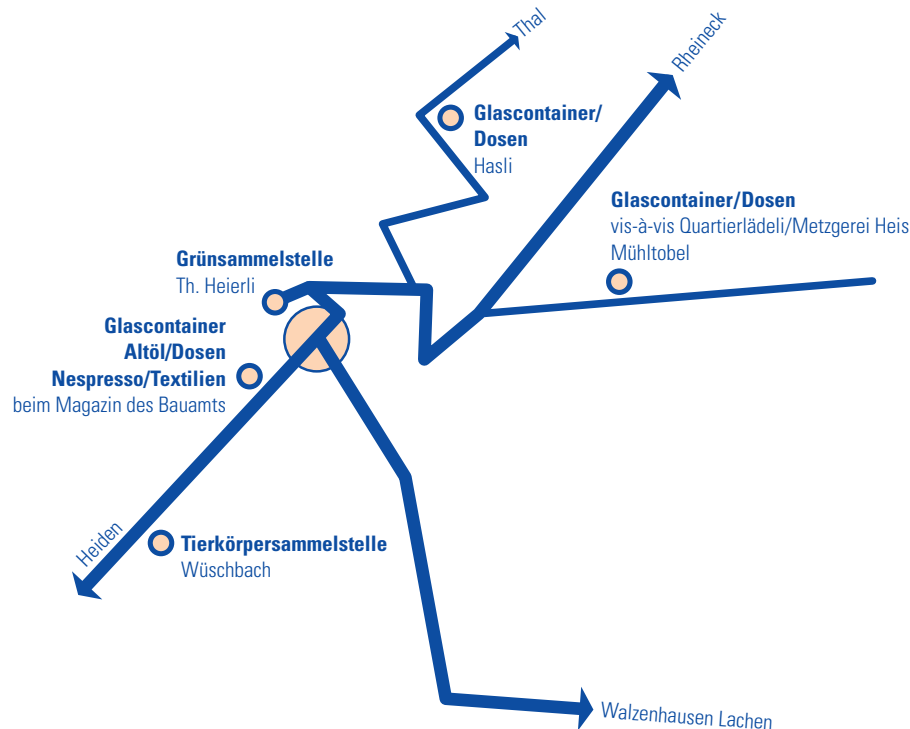 Thal
Rheineck
Glascontainer/
Dosen
Hasli
Glascontainer/Dosen
vis-à-vis Quartierlädeli/Metzgerei Heis
Mühltobel
Grünsammelstelle
Th. Heierli
Glascontainer
Altöl/Dosen
Nespresso/Textilien
beim Magazin des Bauamts
Heiden
Tierkörpersammelstelle
Wüschbach
Walzenhausen Lachen